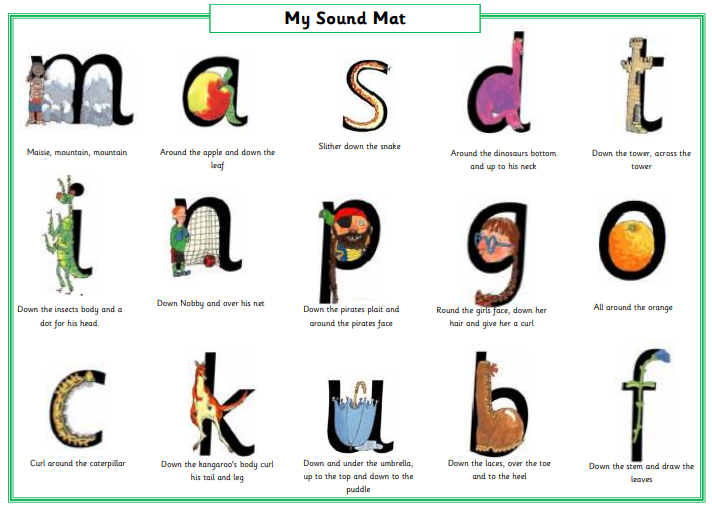 My Sound Mat
m a s d t
Maisie, mountain, mountain
Around the apple and down the
leaf
Slither down the snake
Around the dinosaurs bottom
and up to his neck
Down the tower, across the
tower
i n p g o
Down the insects body and a
dot for his head.
Down Nobby and over his net
Down the pirates plait and
around the pirates face
Round the girls face, down her
hair and give her a curl
All around the orange
c k u b f
Curl around the caterpillar
Down the kangaroo's body curl
his tail and leg
Down and under the umbrella,
up to the top and down to the
puddle
Down the laces, over the toe
and to the heel
Down the stem and draw the
leaves